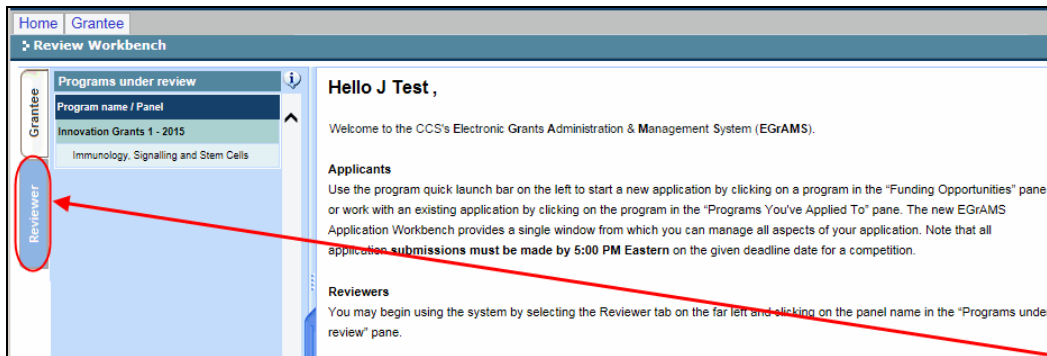 Home Grantee
Review Workbench
Grantee
Reviewer
Programs under review
Program name / Panel
Innovation Grants 1 - 2015
Immunology, Signalling and Stem Cells
Hello J Test ,
Welcome to the CCS's Electronic Grants Administration & Management System (EGrAMS).
Applicants
Use the program quick launch bar on the left to start a new application by clicking on a program in the “Funding Opportunities” pane
or work with an existing application by clicking on the program in the “Programs You've Applied To” pane. The new EGrAMS
Application Workbench provides a single window from which you can manage all aspects of your application. Note that all
application submissions must be made by 5:00 PM Eastern on the given deadline date for a competition.
Reviewers
You may begin using the system by selecting the Reviewer tab on the far left and clicking on the panel name in the “Programs under
review” pane.